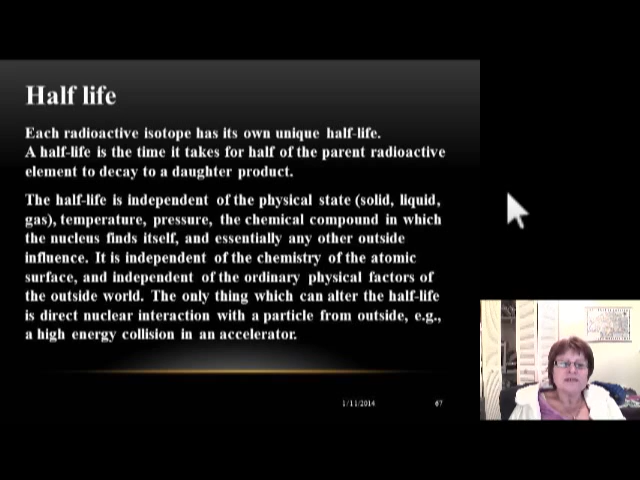 Half life
Each radioactive isotope has its own unique half-life.
A half-life is the time it takes for half of the parent radioactive
element to decay to a daughter product.
The half-life is independent of the physical state (solid, liquid,
gas), temperature, pressure, the chemical compound in which
the nucleus finds itself, and essentially any other outside
influence. It is independent of the chemistry of the atomic
surface, and independent of the ordinary physical factors of
the outside world. The only thing which can alter the half-life
is direct nuclear interaction with a particle from outside, e.g.,
a high energy collision in an accelerator.
1/11/2014
67